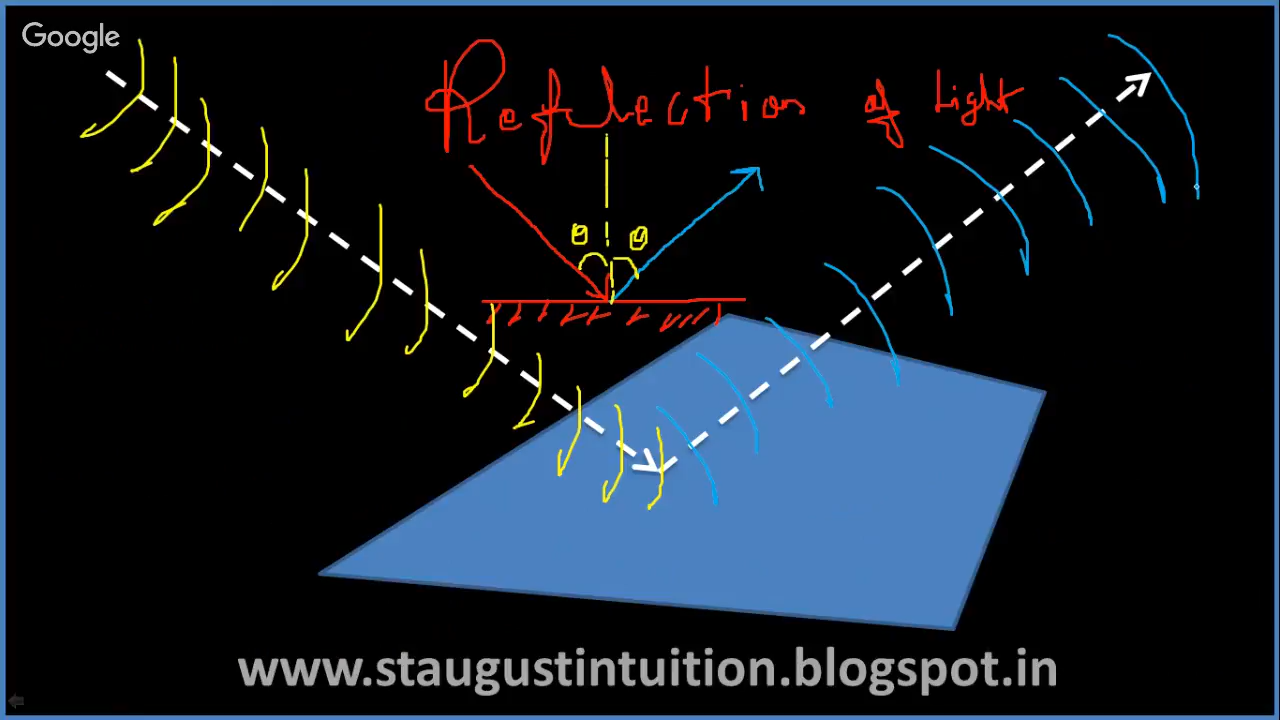 Google
Reflection of Light
θ θ
www.staugustintuition.blogspot.in